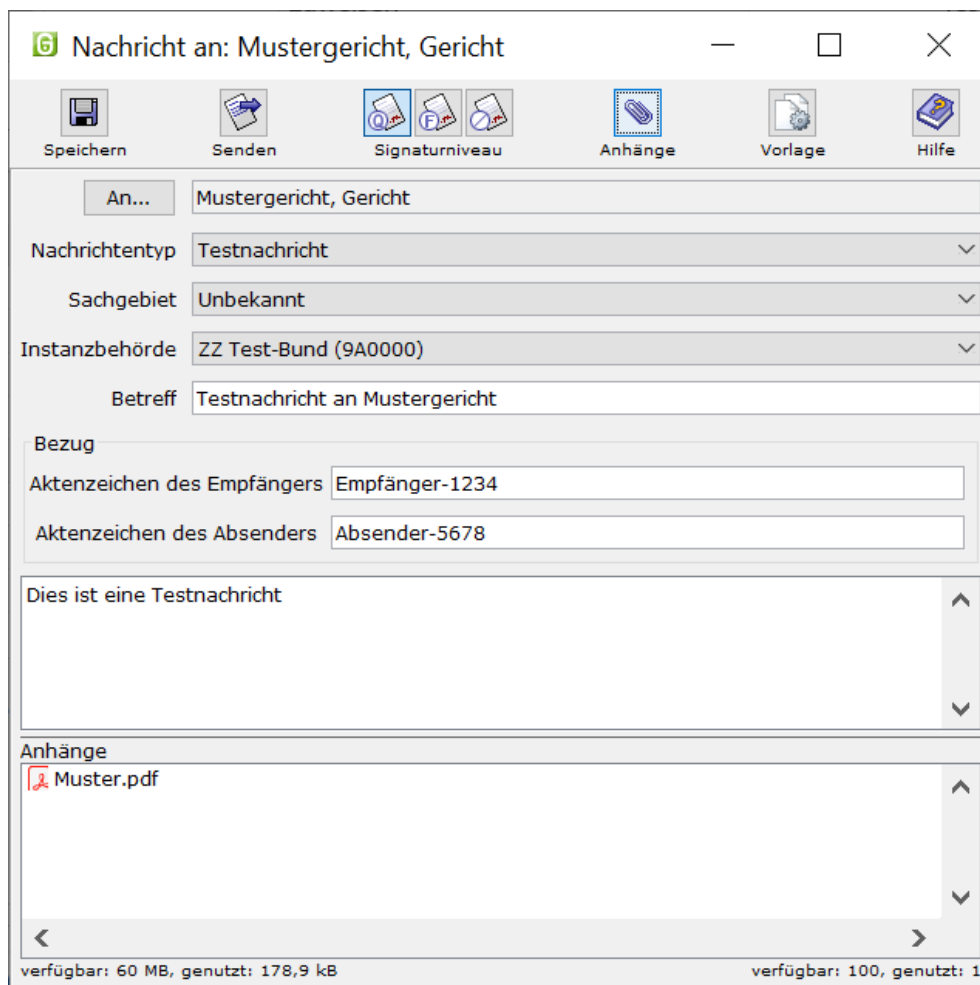 Nachricht an: Mustergericht, Gericht
Speichern Senden Signaturniveau Anhänge Vorlage Hilfe
An... Mustergericht, Gericht
Nachrichtentyp Testnachricht
Sachgebiet Unbekannt
Instanzbehörde ZZ Test-Bund (9A0000)
Betreff Testnachricht an Mustergericht
Bezug
Aktenzeichen des Empfängers Empfänger-1234
Aktenzeichen des Absenders Absender-5678
Dies ist eine Testnachricht
Anhänge
Muster.pdf
verfügbar: 60 MB, genutzt: 178,9 kB verfügbar: 100, genutzt: 1